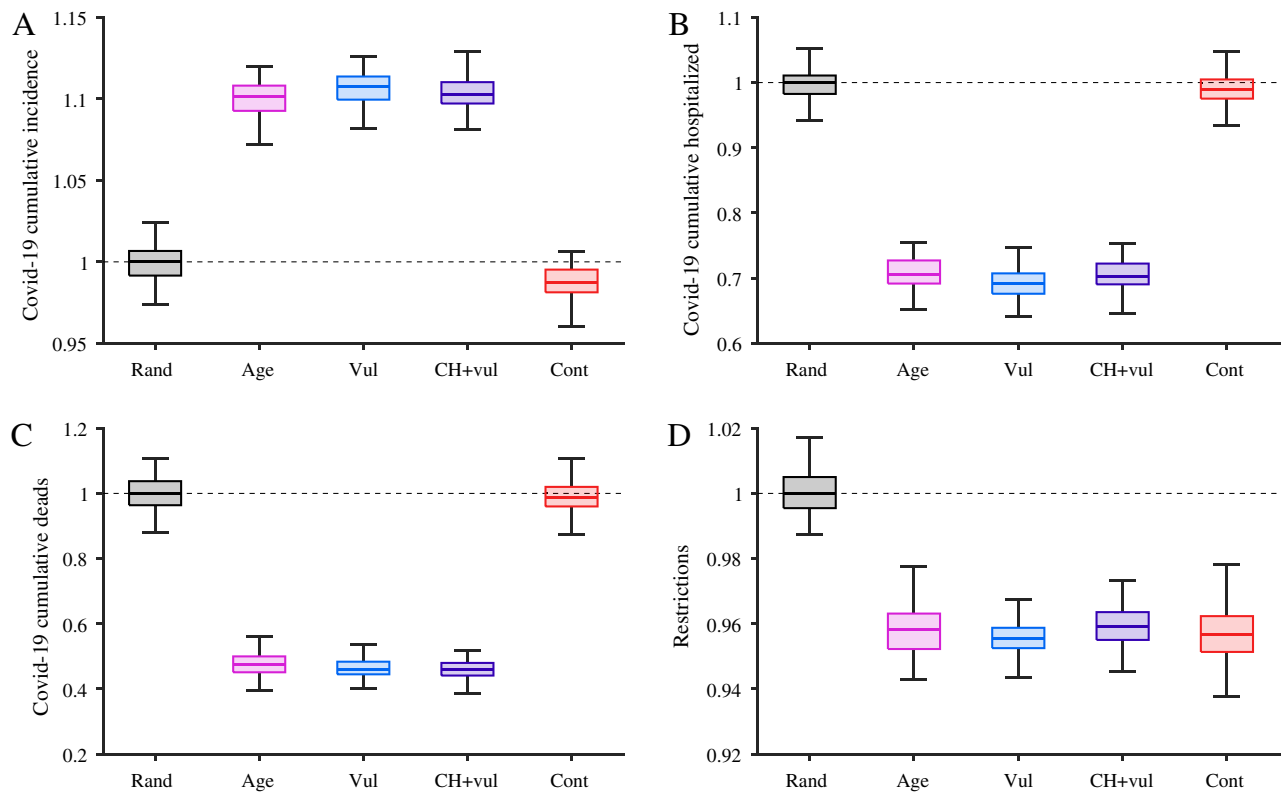 A
Covid-19 cumulative incidence
1.15
1.1
1.05
1
0.95
Rand Age Vul CH+vul Cont
B
Covid-19 cumulative hospitalized
1.1
1
0.9
0.8
0.7
0.6
Rand Age Vul CH+vul Cont
C
Covid-19 cumulative deads
1.2
1
0.8
0.6
0.4
0.2
Rand Age Vul CH+vul Cont
D
Restrictions
1.02
1
0.98
0.96
0.94
0.92
Rand Age Vul CH+vul Cont